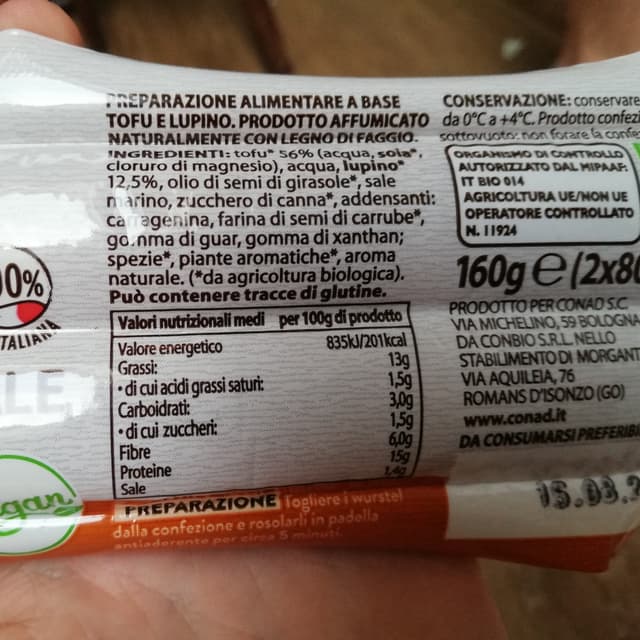 PREPARAZIONE ALIMENTARE A BASE
TOFU E LUPINO. PRODOTTO AFFUMICATO
NATURALMENTE CON LEGNO DI FAGGIO.
INGREDIENTI: tofu* 56% (acqua, soia*,
cloruro di magnesio), acqua, lupino*
12,5%, olio di semi di girasole*, sale
marino, zucchero di canna*, addensanti:
carragenina, farina di semi di carrube*,
gomma di guar, gomma di xanthan;
spezie*, piante aromatiche*, aroma
naturale. (*da agricoltura biologica).
Può contenere tracce di glutine.
Valori nutrizionali medi per 100g di prodotto
Valore energetico 835kJ/201kcal
Grassi: 13g
• di cui acidi grassi saturi: 1,5g
Carboidrati: 3,0g
• di cui zuccheri: 1,5g
Fibre 6,0g
Proteine 15g
Sale 1,4g
PREPARAZIONE Togliere i wurstel
dalla confezione e rosolarli in padella
antiaderente per circa 5 minuti.
CONSERVAZIONE: conservare
da 0°C a +4°C. Prodotto confezi
sottovuoto: non forare la confe
ORGANISMO DI CONTROLLO
AUTORIZZATO DAL MIPAAF:
IT BIO 014
AGRICOLTURA UE/NON UE
OPERATORE CONTROLLATO
N. 11924
160g e (2x80
PRODOTTO PER CONAD S.C
VIA MICHELINO, 59 BOLOGNA
DA CONBIO S.R.L. NELLO
STABILIMENTO DI MORGANT
VIA AQUILEIA, 76
ROMANS D'ISONZO (GO)
www.conad.it
DA CONSUMARSI PREFERIBI
15.03.2
00%
TALIANA
LE
gan